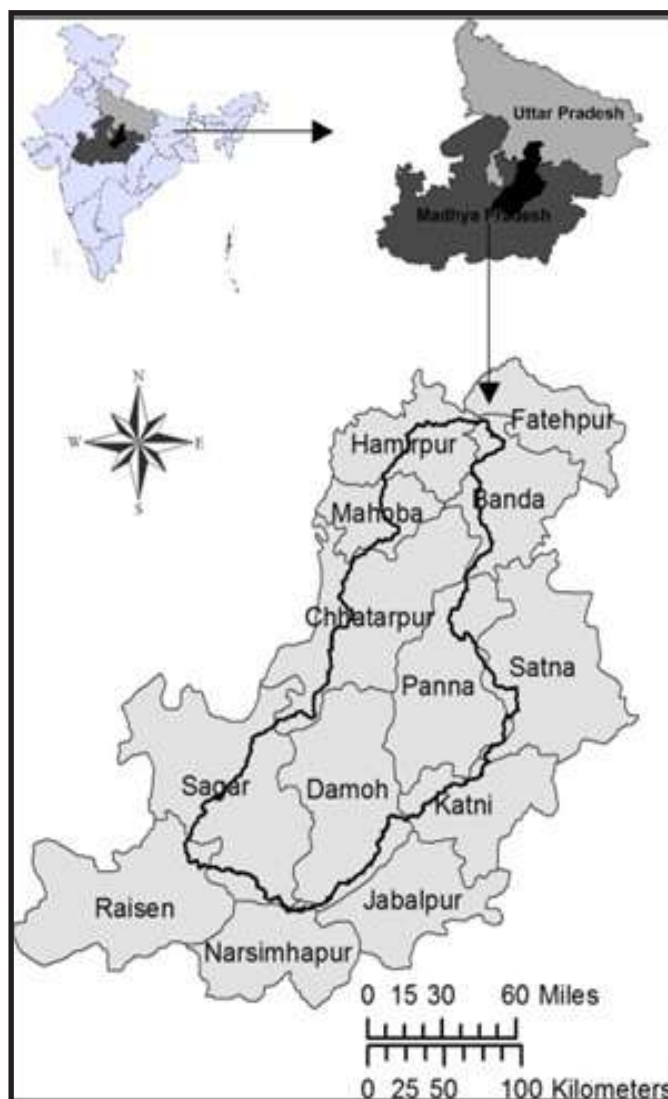 Uttar Pradesh
Madhya Pradesh
N
W E
S
Fatehpur
Hamirpur
Banda
Mahoba
Chhatarpur
Satna
Panna
Sagar
Damoh
Katni
Raisen
Jabalpur
Narsimhapur
0 15 30 60 Miles
0 25 50 100 Kilometers